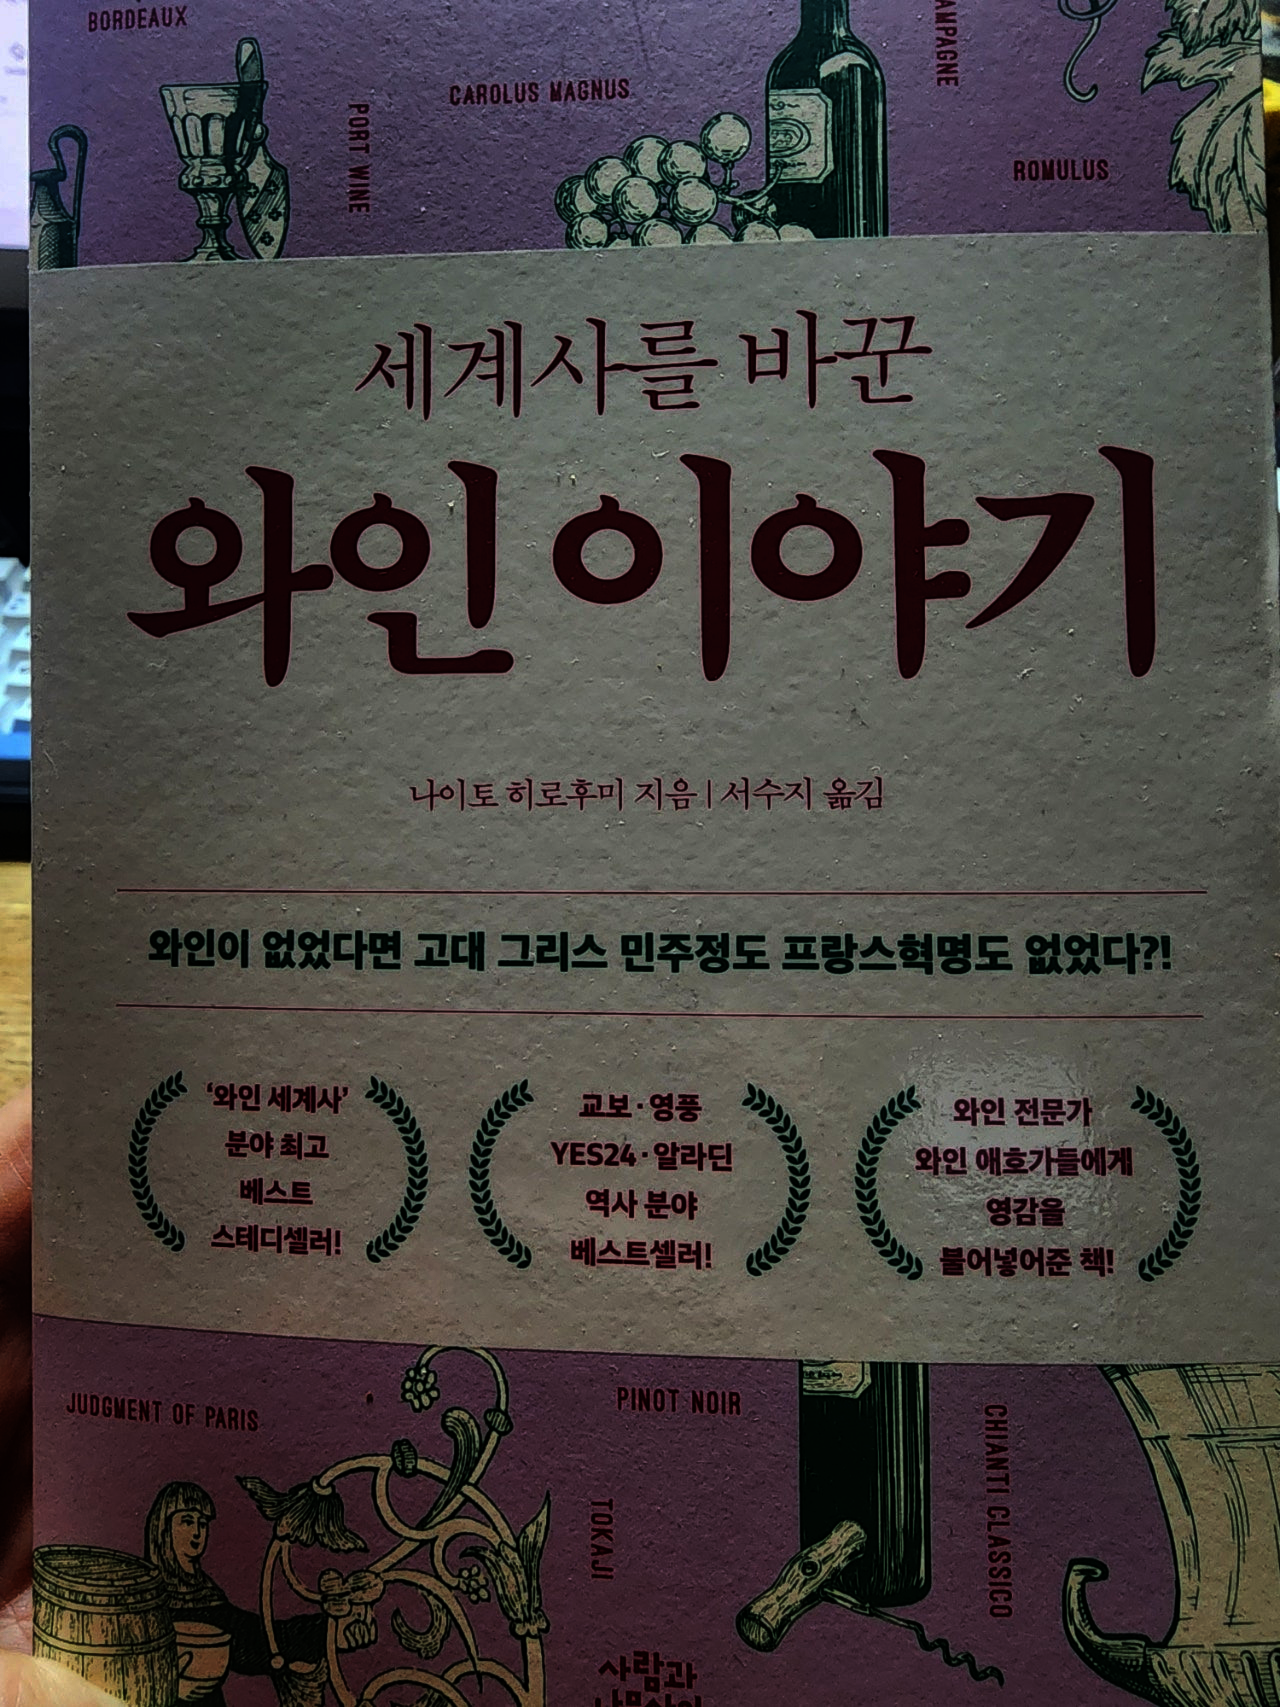 BORDEAUX
PORT WINE
CAROLUS MAGNUS
ROMULUS
세계사를 바꾼
와인 이야기
나이토 히로후미 지음 | 서수지 옮김
와인이 없었다면 고대 그리스 민주정도 프랑스혁명도 없었다?!
‘와인 세계사’
분야 최고
베스트
스테디셀러!
교보·영풍
YES24·알라딘
역사 분야
베스트셀러!
와인 전문가
와인 애호가들에게
영감을
불어넣어준 책!
JUDGMENT OF PARIS
PINOT NOIR
CHIANTI CLASSICO
TOKAJI
사람과